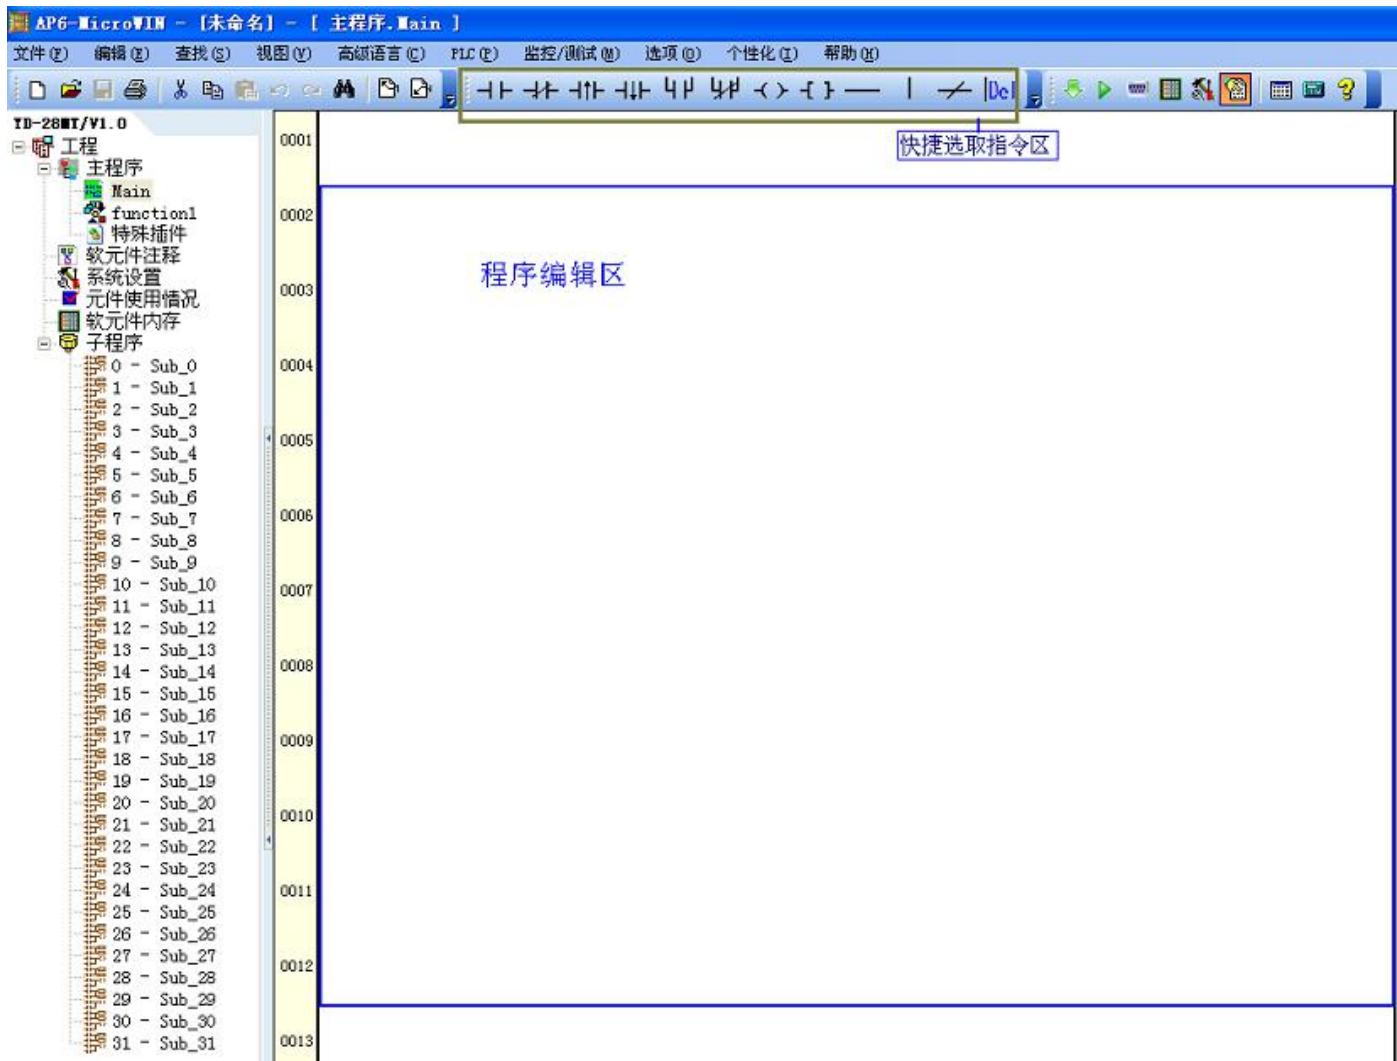 AP6-MicroWIN - [未命名] - [ 主程序.Main ]
文件(F) 编辑(E) 查找(S) 视图(V) 高级语言(C) PLC(P) 监控/测试(M) 选项(O) 个性化(I) 帮助(H)
Del
YD-28MT/V1.0
快捷选取指令区
工程
主程序
Main
function1
特殊插件
软元件注释
系统设置
元件使用情况
软元件内存
子程序
0 - Sub_0
1 - Sub_1
2 - Sub_2
3 - Sub_3
4 - Sub_4
5 - Sub_5
6 - Sub_6
7 - Sub_7
8 - Sub_8
9 - Sub_9
10 - Sub_10
11 - Sub_11
12 - Sub_12
13 - Sub_13
14 - Sub_14
15 - Sub_15
16 - Sub_16
17 - Sub_17
18 - Sub_18
19 - Sub_19
20 - Sub_20
21 - Sub_21
22 - Sub_22
23 - Sub_23
24 - Sub_24
25 - Sub_25
26 - Sub_26
27 - Sub_27
28 - Sub_28
29 - Sub_29
30 - Sub_30
31 - Sub_31
0001
0002
0003
0004
0005
0006
0007
0008
0009
0010
0011
0012
0013
程序编辑区